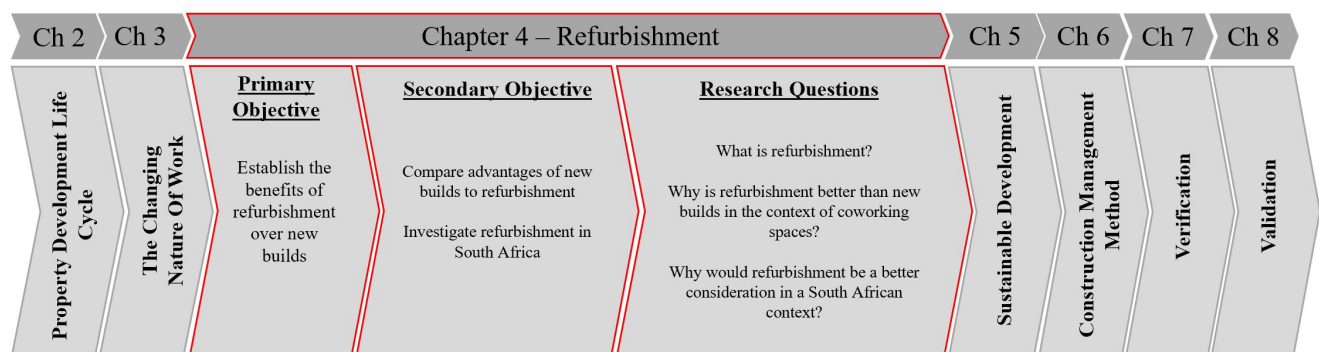 Ch 2
Ch 3
Chapter 4 – Refurbishment
Ch 5
Ch 6
Ch 7
Ch 8
Property Development Life
Cycle
The Changing
Nature Of Work
Primary
Objective
Establish the
benefits of
refurbishment
over new
builds
Secondary Objective
Compare advantages of new
builds to refurbishment
Investigate refurbishment in
South Africa
Research Questions
What is refurbishment?
Why is refurbishment better than new
builds in the context of coworking
spaces?
Why would refurbishment be a better
consideration in a South African
context?
Sustainable Development
Construction Management
Method
Verification
Validation